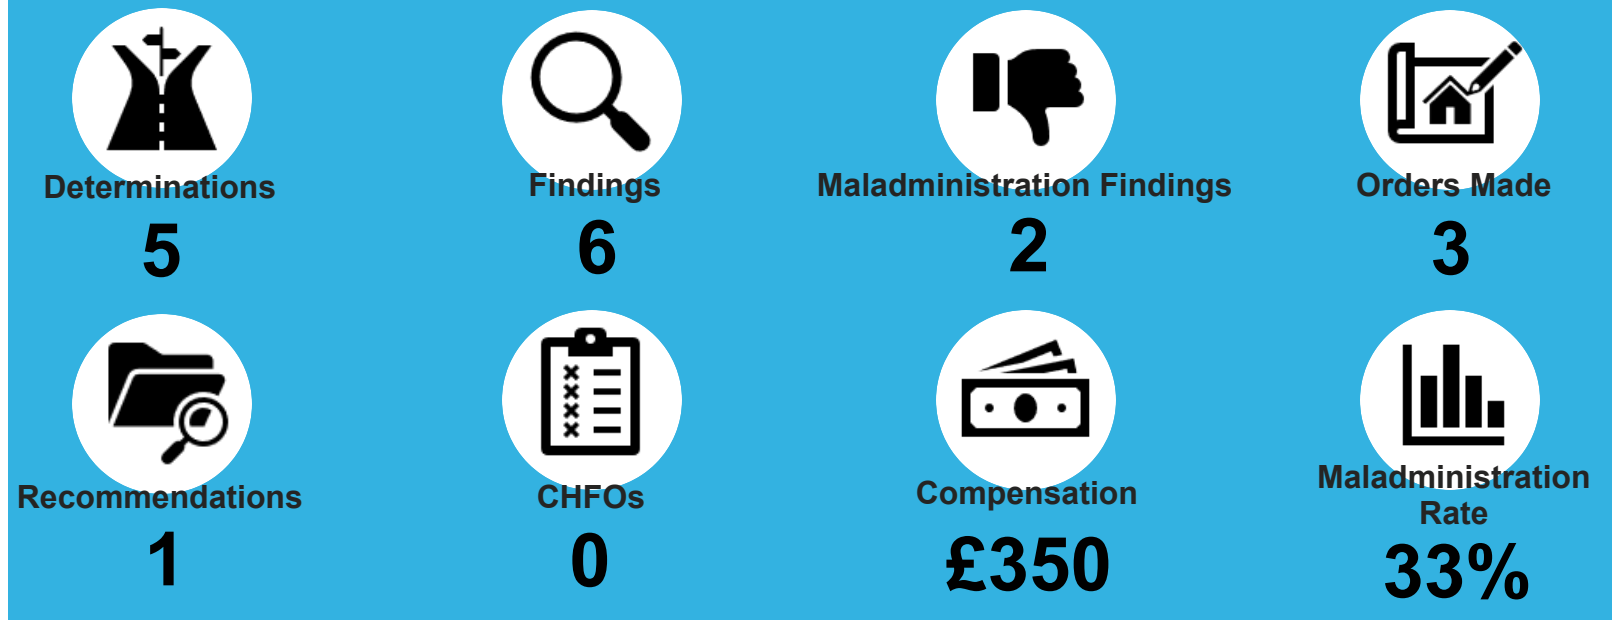 Determinations
5
Findings
6
Maladministration Findings
2
Orders Made
3
Recommendations
1
CHFOs
0
Compensation
£350
Maladministration
Rate
33%